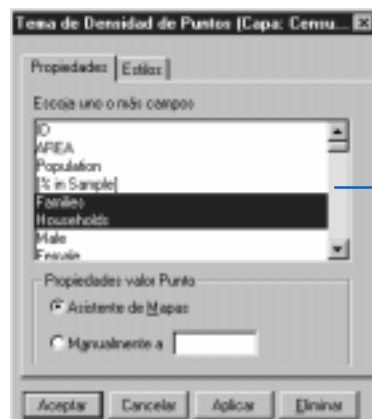 Tema de Densidad de Puntos (Capa: Censu...
Propiedades Estilos
Escoja uno o más campos
ID
AREA
Population
[% in Sample]
Families
Households
Male
Female
Propiedades valor Punto
Asistente de Mapas
Manualmente a
Aceptar Cancelar Aplicar Eliminar